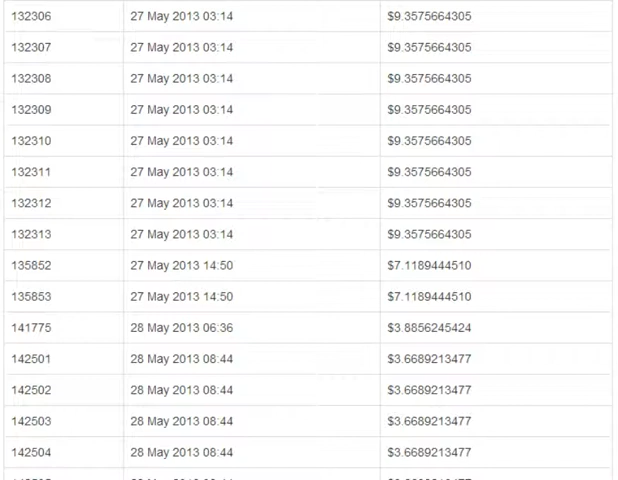 132306 27 May 2013 03:14 $9.3575664305
132307 27 May 2013 03:14 $9.3575664305
132308 27 May 2013 03:14 $9.3575664305
132309 27 May 2013 03:14 $9.3575664305
132310 27 May 2013 03:14 $9.3575664305
132311 27 May 2013 03:14 $9.3575664305
132312 27 May 2013 03:14 $9.3575664305
132313 27 May 2013 03:14 $9.3575664305
135852 27 May 2013 14:50 $7.1189444510
135853 27 May 2013 14:50 $7.1189444510
141775 28 May 2013 06:36 $3.8856245424
142501 28 May 2013 08:44 $3.6689213477
142502 28 May 2013 08:44 $3.6689213477
142503 28 May 2013 08:44 $3.6689213477
142504 28 May 2013 08:44 $3.6689213477